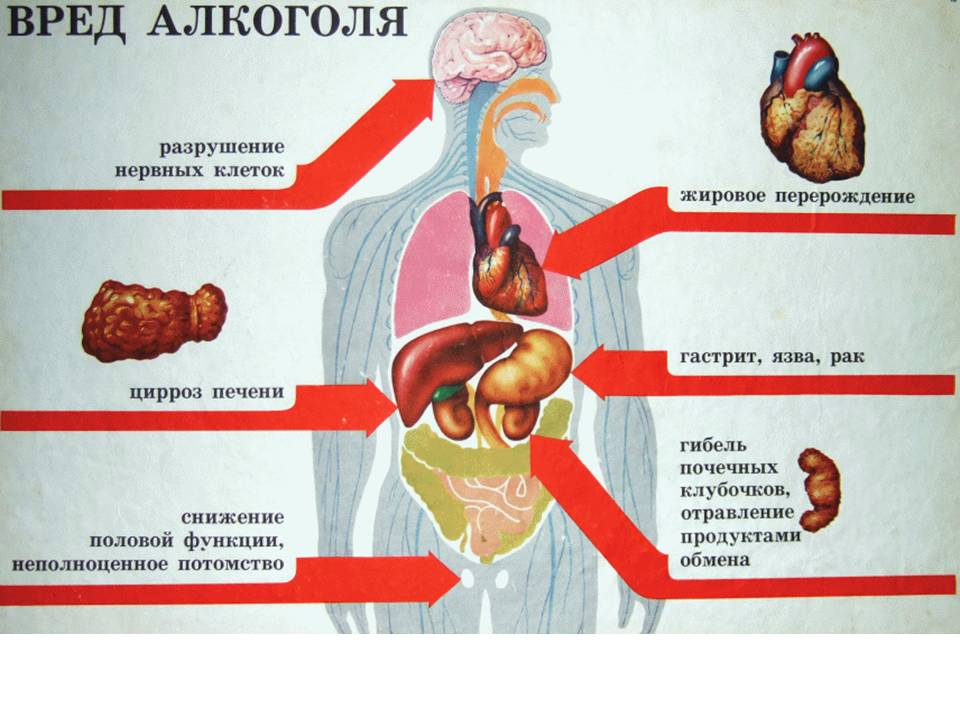 ВРЕД АЛКОГОЛЯ
разрушение
нервных клеток
жировое перерождение
цирроз печени
гастрит, язва, рак
снижение
половой функции,
неполноценное потомство
гибель
почечных
клубочков,
отравление
продуктами
обмена